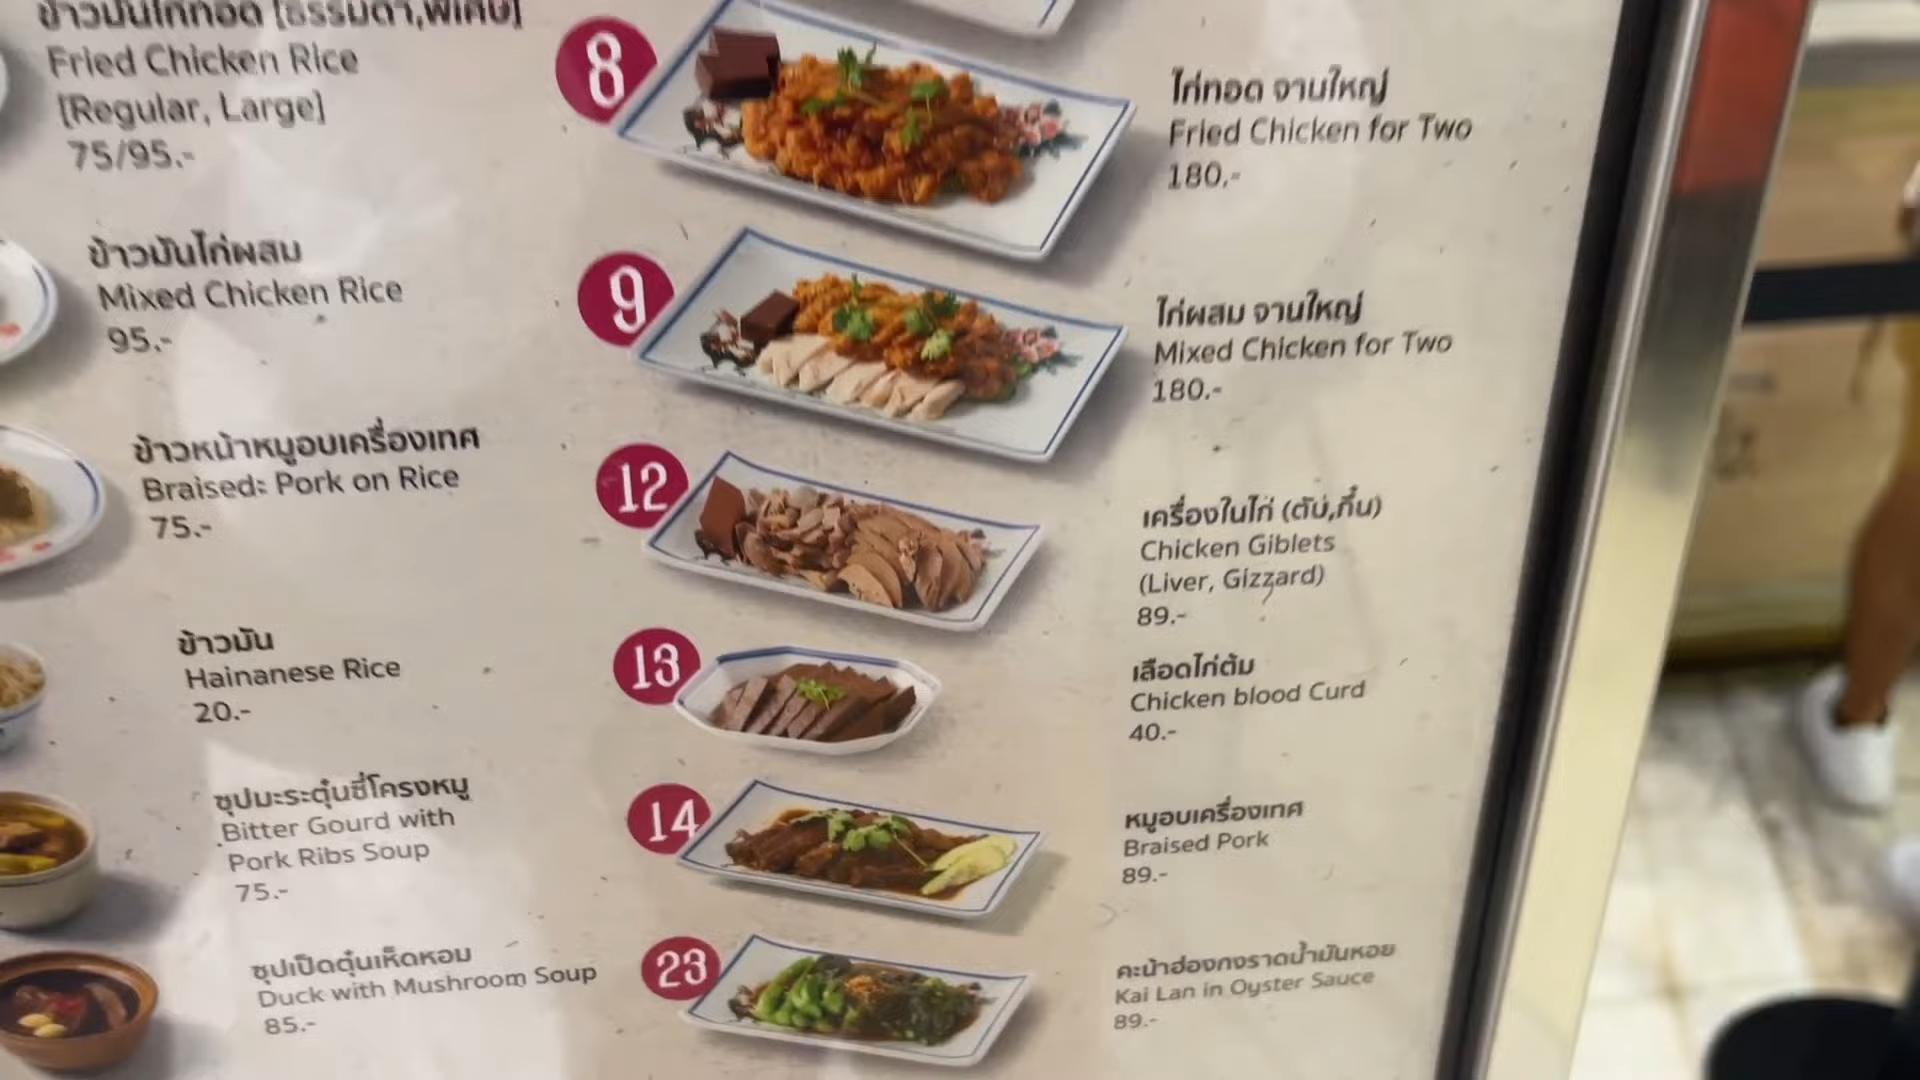 ข้าวมันไก่ทอด [ธรรมดา,พิเศษ]
Fried Chicken Rice
[Regular, Large]
75/95.-
ข้าวมันไก่ผสม
Mixed Chicken Rice
95.-
ข้าวหน้าหมูอบเครื่องเทศ
Braised: Pork on Rice
75.-
ข้าวมัน
Hainanese Rice
20.-
ซุปมะระตุ๋นซี่โครงหมู
Bitter Gourd with
Pork Ribs Soup
75.-
ซุปเป็ดตุ๋นเห็ดหอม
Duck with Mushroom Soup
85.-
8
ไก่ทอด จานใหญ่
Fried Chicken for Two
180.-
9
ไก่ผสม จานใหญ่
Mixed Chicken for Two
180.-
12
เครื่องในไก่ (ตับ,กึ๋น)
Chicken Giblets
(Liver, Gizzard)
89.-
13
เลือดไก่ต้ม
Chicken blood Curd
40.-
14
หมูอบเครื่องเทศ
Braised Pork
89.-
23
คะน้าฮ่องกงราดน้ำมันหอย
Kai Lan in Oyster Sauce
89.-